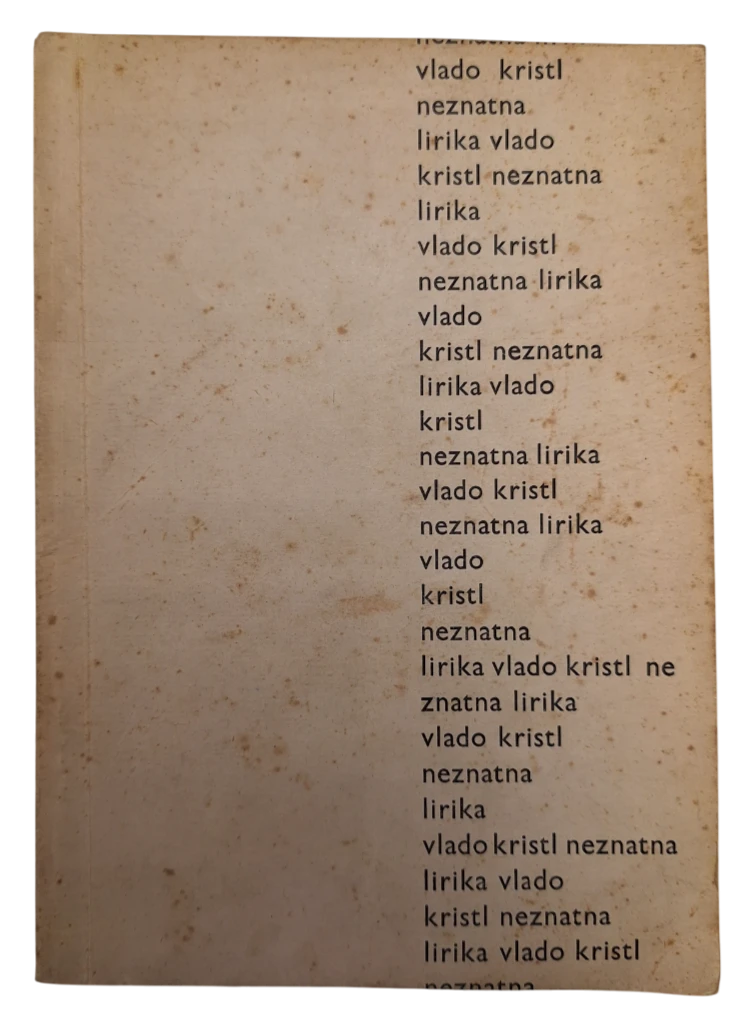 neznatna
vlado kristl
neznatna
lirika vlado
kristl neznatna
lirika
vlado kristl
neznatna lirika
vlado
kristl neznatna
lirika vlado
kristl
neznatna lirika
vlado kristl
neznatna lirika
vlado
kristl
neznatna
lirika vlado kristl ne
znatna lirika
vlado kristl
neznatna
lirika
vlado kristl neznatna
lirika vlado
kristl neznatna
lirika vlado kristl
neznatna